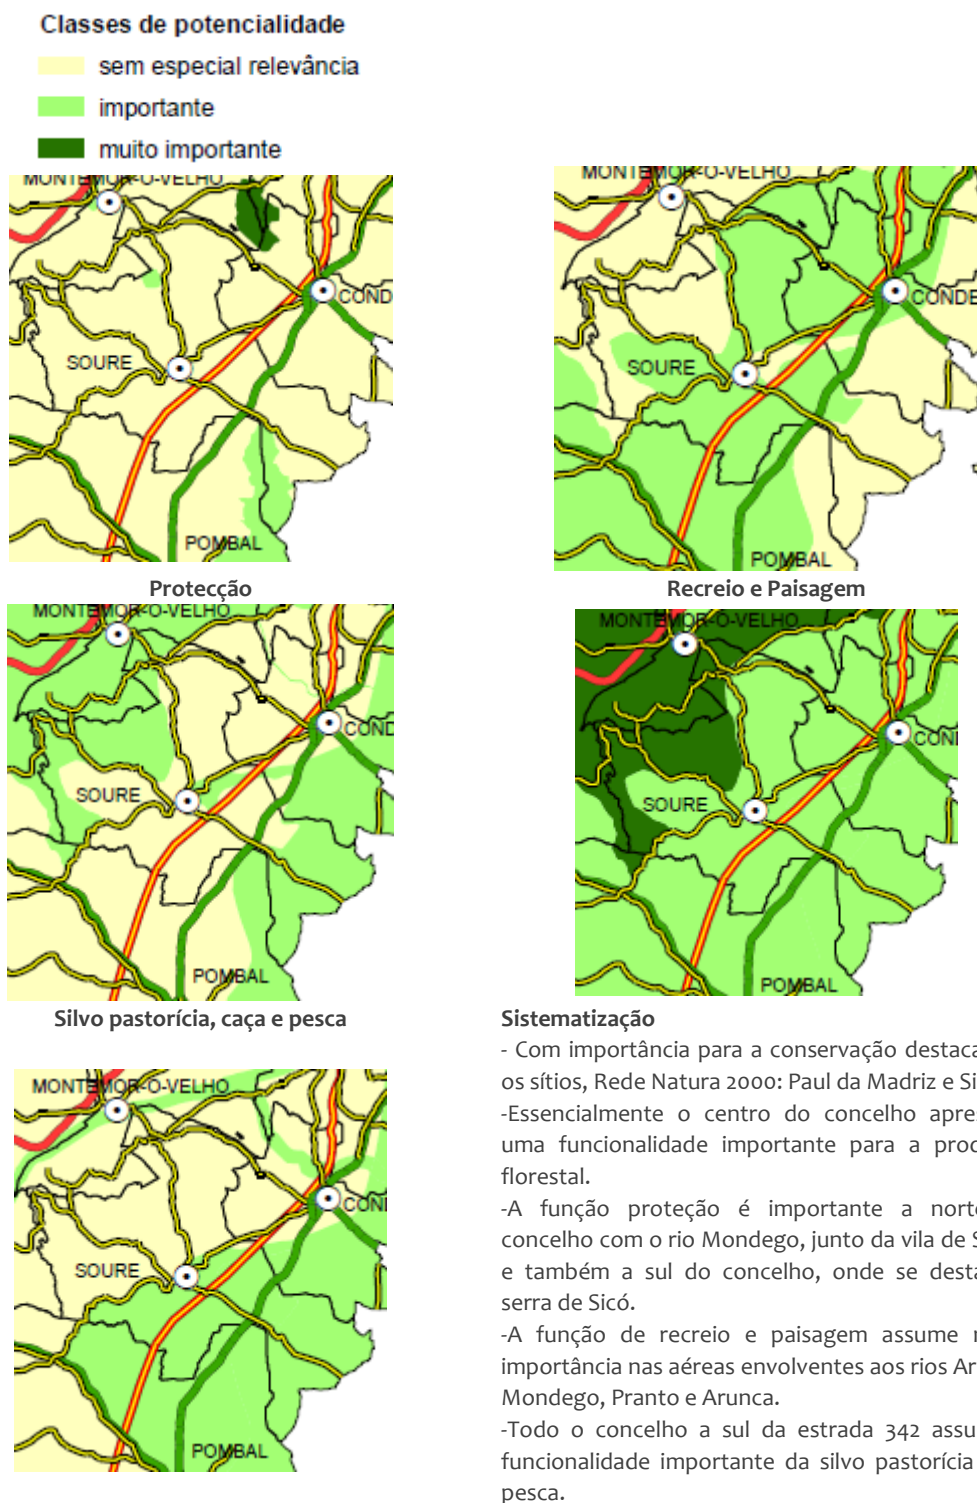 Classes de potencialidade
sem especial relevância
importante
muito importante
MONTEMOR-O-VELHO
COND
SOURE
POMBAL
MONTEMOR-O-VELHO
CONDE
SOURE
POMBAL
Protecção
Recreio e Paisagem
MONTEMOR-O-VELHO
COND
SOURE
POMBAL
MONTEMOR-O-VELHO
CON
SOURE
POMBAL
Silvo pastorícia, caça e pesca
MONTEMOR-O-VELHO
CON
SOURE
POMBAL
Sistematização
- Com importância para a conservação destaca
os sítios, Rede Natura 2000: Paul da Madriz e Si
-Essencialmente o centro do concelho apre
uma funcionalidade importante para a prod
florestal.
-A função proteção é importante a norte
concelho com o rio Mondego, junto da vila de S
e também a sul do concelho, onde se desta
serra de Sicó.
-A função de recreio e paisagem assume
importância nas aéreas envolventes aos rios Ar
Mondego, Pranto e Arunca.
-Todo o concelho a sul da estrada 342 assu
funcionalidade importante da silvo pastorícia
pesca.